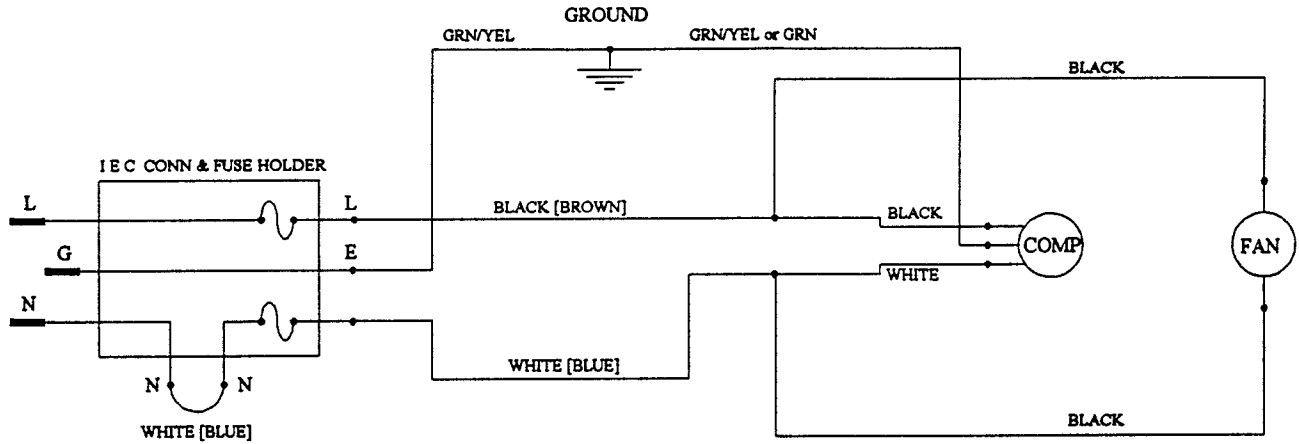 GROUND
GRN/YEL
GRN/YEL or GRN
BLACK
I E C CONN & FUSE HOLDER
L
L
BLACK [BROWN]
BLACK
G
E
COMP
FAN
WHITE
N
WHITE [BLUE]
N
N
BLACK
WHITE [BLUE]